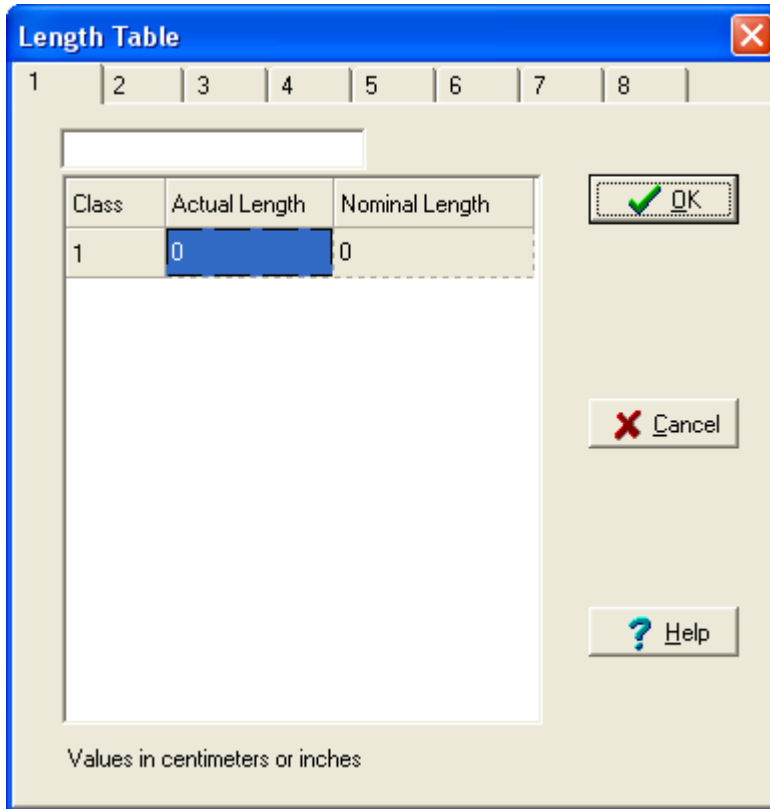 Length Table
1 2 3 4 5 6 7 8
Class Actual Length Nominal Length
1 0 0
OK
Cancel
Help
Values in centimeters or inches